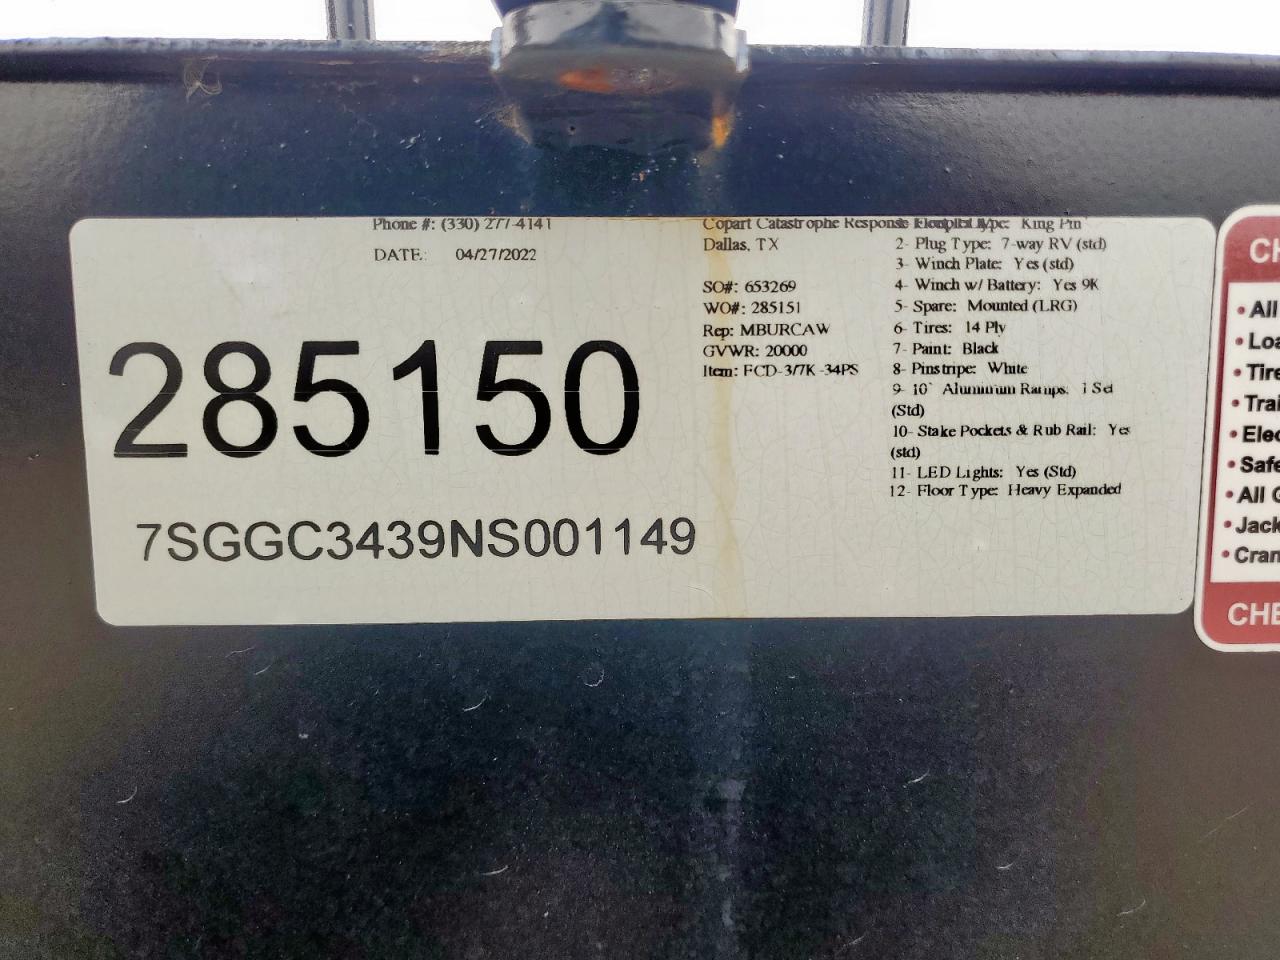 Phone #: (330) 277-4141
DATE: 04/27/2022
285150
7SGGC3439NS001149
Copart Catastrophe Response
Dallas, TX
SO#: 653269
WO#: 285151
Rep: MBURCAW
GVWR: 20000
Item: FCD-3/7K -34PS
Type: King Pin
2- Plug Type: 7-way RV (std)
3- Winch Plate: Yes (std)
4- Winch w/ Battery: Yes 9K
5- Spare: Mounted (LRG)
6- Tires: 14 Ply
7- Paint: Black
8- Pinstripe: White
9- 10` Aluminum Ramps: 1 Set
(Std)
10- Stake Pockets & Rub Rail: Yes
(std)
11- LED Lights: Yes (Std)
12- Floor Type: Heavy Expanded
CH
• All
• Loa
• Tire
• Trai
• Elec
• Safe
• All
• Jack
• Cran
CHE